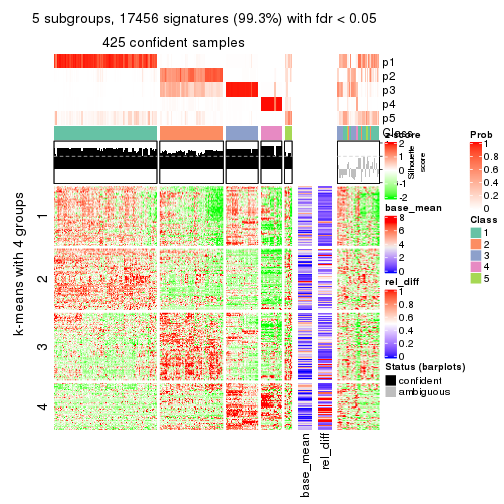 5 subgroups, 17456 signatures (99.3%) with fdr < 0.05
425 confident samples
p1
p2
p3
p4
p5
Class
k-means with 4 groups
1
2
3
4
base_mean
rel_diff
z-score
2
1
0
-1
-2
Silhouette
score
base_mean
8
6
4
2
0
rel_diff
1
0.8
0.6
0.4
0.2
0
Status (barplots)
confident
ambiguous
Prob
1
0.8
0.6
0.4
0.2
0
Class
1
2
3
4
5